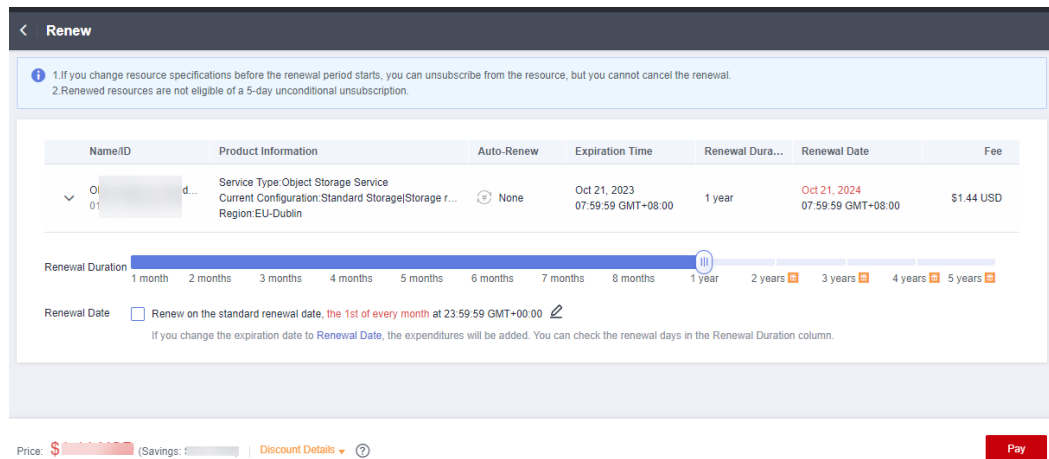 Renew
1.If you change resource specifications before the renewal period starts, you can unsubscribe from the resource, but you cannot cancel the renewal.
2.Renewed resources are not eligible of a 5-day unconditional unsubscription.
Name/ID Product Information Auto-Renew Expiration Time Renewal Dura... Renewal Date Fee
Service Type:Object Storage Service
Current Configuration:Standard Storage|Storage r...
Region:EU-Dublin
None
Oct 21, 2023
07:59:59 GMT+08:00
1 year
Oct 21, 2024
07:59:59 GMT+08:00
$1.44 USD
Renewal Duration
1 month 2 months 3 months 4 months 5 months 6 months 7 months 8 months 1 year 2 years 3 years 4 years 5 years
Renewal Date Renew on the standard renewal date, the 1st of every month at 23:59:59 GMT+00:00
If you change the expiration date to Renewal Date, the expenditures will be added. You can check the renewal days in the Renewal Duration column.
Price: $ (Savings: Discount Details ?
Pay